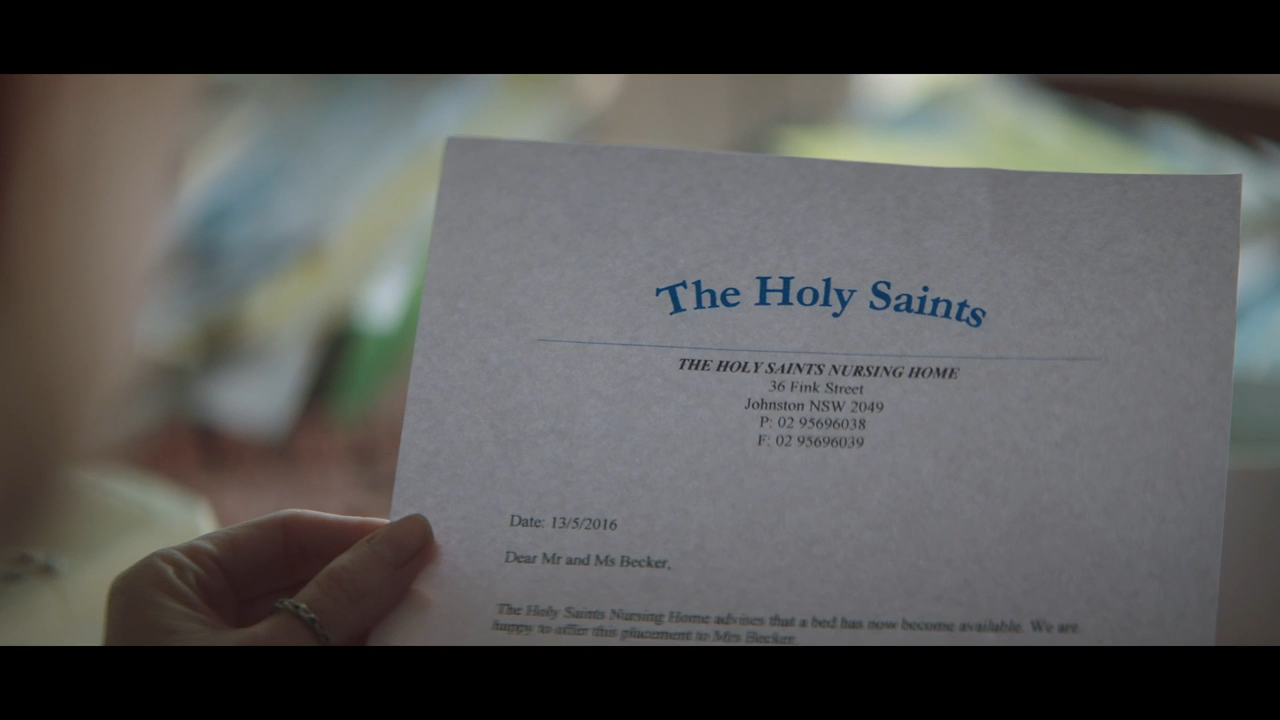 The Holy Saints
THE HOLY SAINTS NURSING HOME
36 Fink Street
Johnston NSW 2049
P: 02 95696038
F: 02 95696039
Date: 13/5/2016
Dear Mr and Ms Becker,
The Holy Saints Nursing Home advises that a bed has now become available. We are
happy to offer this placement to Mrs Becker.